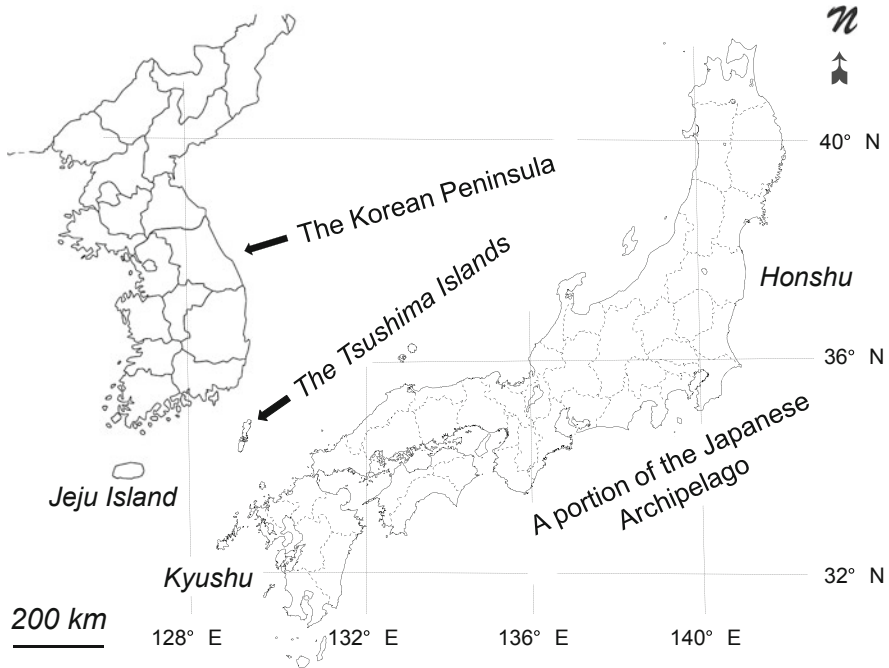 N
40° N
The Korean Peninsula
The Tsushima Islands
Honshu
36° N
A portion of the Japanese
Archipelago
Jeju Island
Kyushu
32° N
200 km
128° E
132° E
136° E
140° E